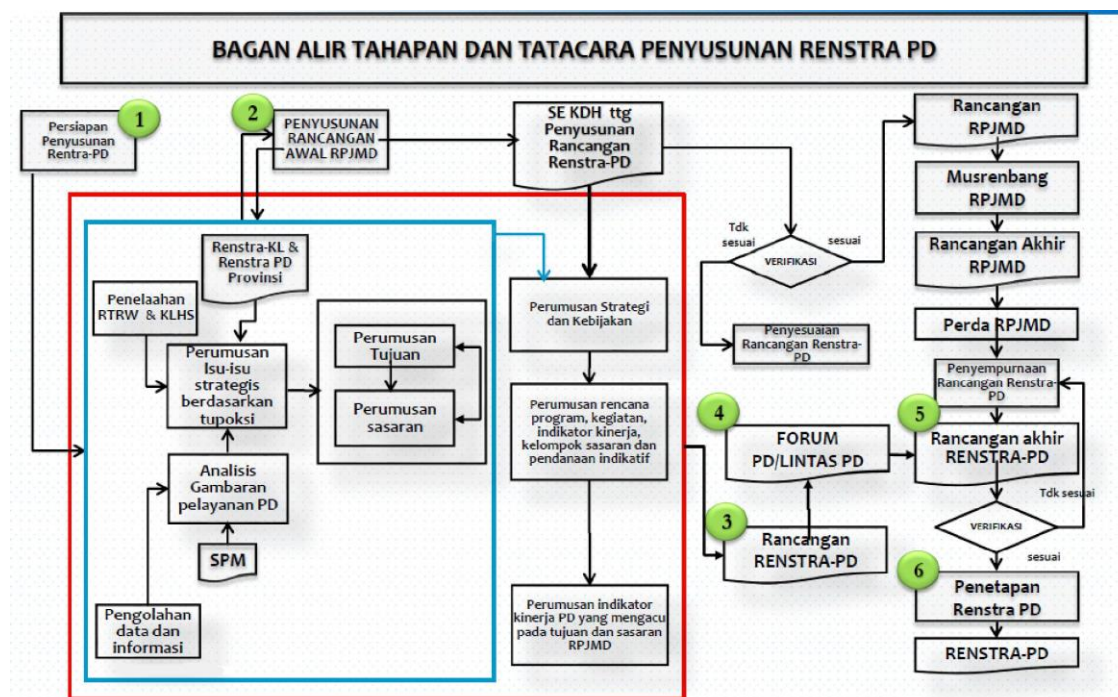 BAGAN ALIR TAHAPAN DAN TATACARA PENYUSUNAN RENSTRA PD
1
Persiapan
Penyusunan
Rentra-PD
2
PENYUSUNAN
RANCANGAN
AWAL RPJMD
SE KDH ttg
Penyusunan
Rancangan
Renstra-PD
Rancangan
RPJMD
Musrenbang
RPJMD
Rancangan Akhir
RPJMD
Perda RPJMD
Penyempurnaan
Rancangan Renstra-
PD
Tdk
sesuai
sesuai
VERIFIKASI
Penyesuaian
Rancangan Renstra-
PD
Renstra-KL &
Renstra PD
Provinsi
Penelaahan
RTRW & KLHS
Perumusan
Isu-isu
strategis
berdasarkan
tupoksi
Perumusan
Tujuan
Perumusan
sasaran
Analisis
Gambaran
pelayanan PD
SPM
Pengolahan
data dan
informasi
Perumusan Strategi
dan Kebijakan
Perumusan rencana
program, kegiatan,
indikator kinerja,
kelompok sasaran dan
pendanaan indikatif
Perumusan indikator
kinerja PD yang mengacu
pada tujuan dan sasaran
RPJMD
3
Rancangan
RENSTRA-PD
4
FORUM
PD/LINTAS PD
5
Rancangan akhir
RENSTRA-PD
Tdk sesuai
VERIFIKASI
sesuai
6
Penetapan
Renstra PD
RENSTRA-PD